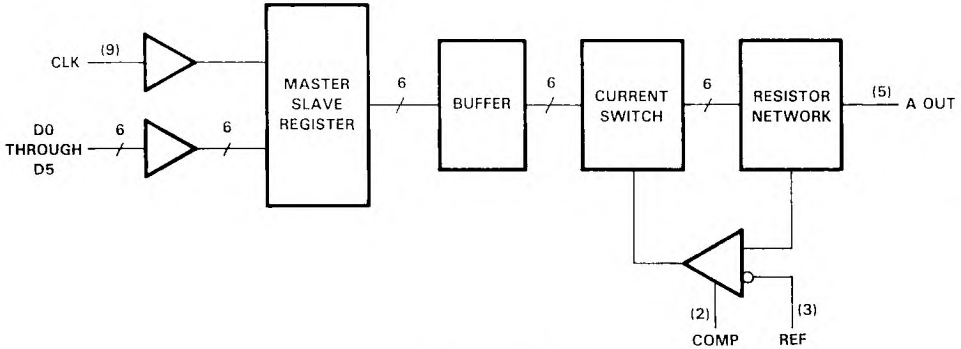 CLK
(9)
D0
THROUGH
D5
6
6
MASTER
SLAVE
REGISTER
6
BUFFER
6
CURRENT
SWITCH
6
RESISTOR
NETWORK
(5)
A OUT
(2)
COMP
(3)
REF